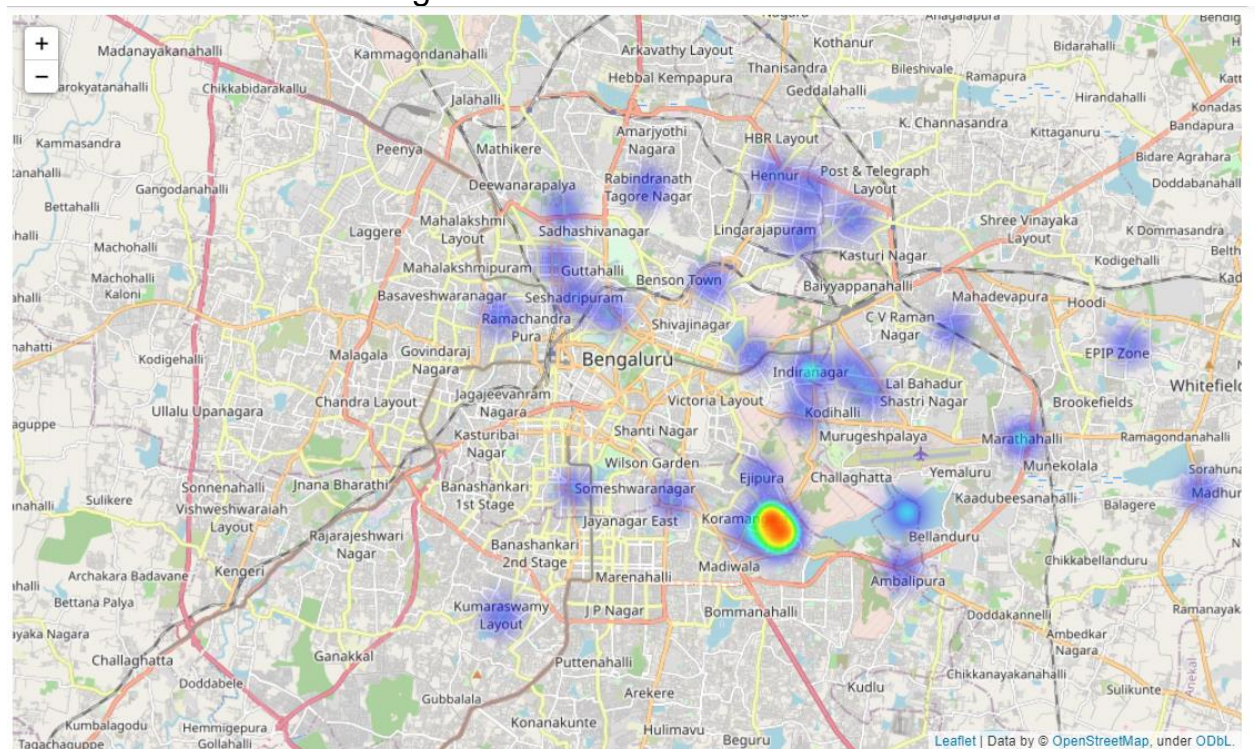 +
−
Madanayakanahalli
Kammagondanahalli
Arkavathy Layout
Kothanur
Bidarahalli
Chikkabidarakallu
Hebbal Kempapura
Thanisandra
Geddalahalli
Bileshivale
Ramapura
Hirandahalli
Jalahalli
Kammasandra
Peenya
Mathikere
Amarjyothi
Nagara
HBR Layout
K. Channasandra
Kittaganuru
Bandapura
Bidare Agrahara
Gangodanahalli
Deewanarapalya
Rabindranath
Tagore Nagar
Hennur
Post & Telegraph
Layout
Bettahalli
Laggere
Mahalakshmi
Layout
Sadhashivanagar
Lingarajapuram
Shree Vinayaka
Layout
K Dommasandra
Machohalli
Kasturi Nagar
Kodigehalli
Machohalli
Kaloni
Mahalakshmipuram
Guttahalli
Benson Town
Baiyyappanahalli
Basaveshwaranagar
Seshadripuram
Mahadevapura
Hoodi
Ramachandra
Pura
Shivajinagar
C V Raman
Nagar
Kodigehalli
Malagala
Govindaraj
Nagara
Bengaluru
Indiranagar
EPIP Zone
Lal Bahadur
Shastri Nagar
Ullalu Upanagara
Chandra Layout
Jagajeevanram
Nagara
Victoria Layout
Kodihalli
Brookefields
Kasturibai
Nagar
Shanti Nagar
Murugeshpalya
Marathahalli
Ramagondanahalli
Wilson Garden
Munekolala
Sulikere
Sonnenahalli
Jnana Bharathi
Banashankari
1st Stage
Someshwaranagar
Ejipura
Challaghatta
Yemaluru
Kaadubeesanahalli
Balagere
Vishweshwaraiah
Layout
Rajarajeshwari
Nagar
Jayanagar East
Bellanduru
Banashankari
2nd Stage
Madiwala
Chikkabellanduru
Archakara Badavane
Kengeri
Marenahalli
Ambalipura
Bettana Palya
Kumaraswamy
Layout
J P Nagar
Bommanahalli
Doddakannelli
Ambedkar
Nagara
Challaghatta
Ganakkal
Puttenahalli
Chikkanayakanahalli
Doddabele
Gubbalala
Arekere
Kudlu
Sulikunte
Anekal
Kumbalagodu
Hemmigepura
Gollahalli
Konanakunte
Hulimavu
Beguru
Tagachaguppe
Leaflet | Data by © OpenStreetMap, under ODbL.